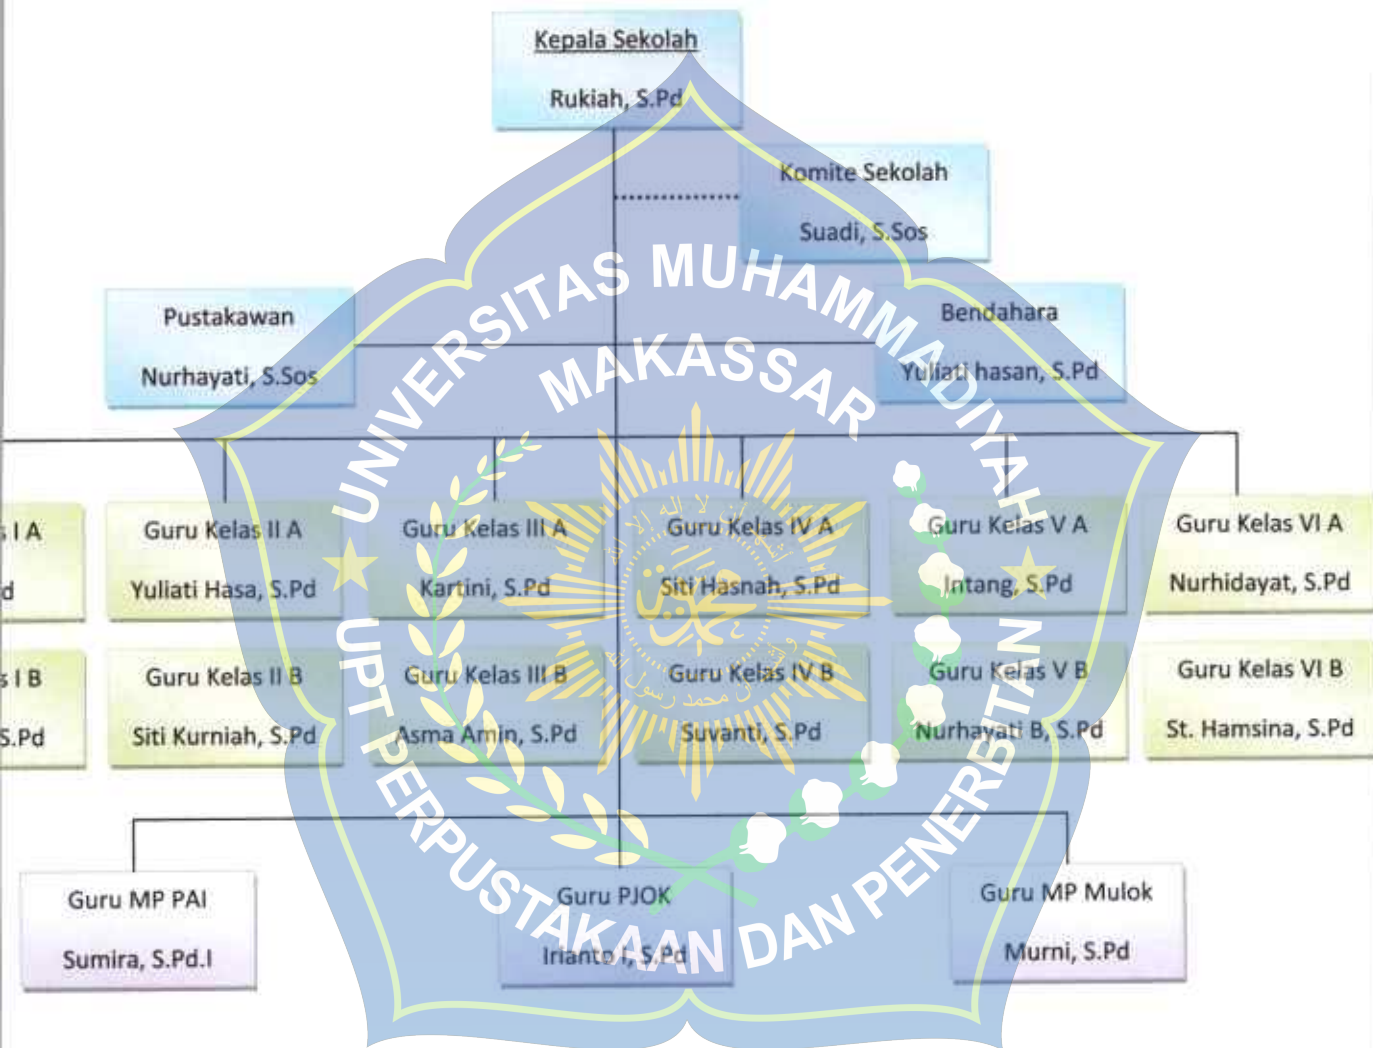 Kepala Sekolah
Rukiah, S.Pd
Komite Sekolah
Suadi, S.Sos
Pustakawan
Nurhayati, S.Sos
Bendahara
Yuliati hasan, S.Pd
UNIVERSITAS MUHAMMADIYAH
MAKASSAR
s I A
d
Guru Kelas II A
Yuliati Hasa, S.Pd
Guru Kelas III A
Kartini, S.Pd
Guru Kelas IV A
Siti Hasnah, S.Pd
Guru Kelas V A
Intang, S.Pd
Guru Kelas VI A
Nurhidayat, S.Pd
s I B
S.Pd
Guru Kelas II B
Siti Kurniah, S.Pd
Guru Kelas III B
Asma Amin, S.Pd
Guru Kelas IV B
Suvanti, S.Pd
Guru Kelas V B
Nurhayati B, S.Pd
Guru Kelas VI B
St. Hamsina, S.Pd
Guru MP PAI
Sumira, S.Pd.I
Guru PJOK
Irianto I, S.Pd
Guru MP Mulok
Murni, S.Pd
UPT PERPUSTAKAAN DAN PENERBITAN
محمد